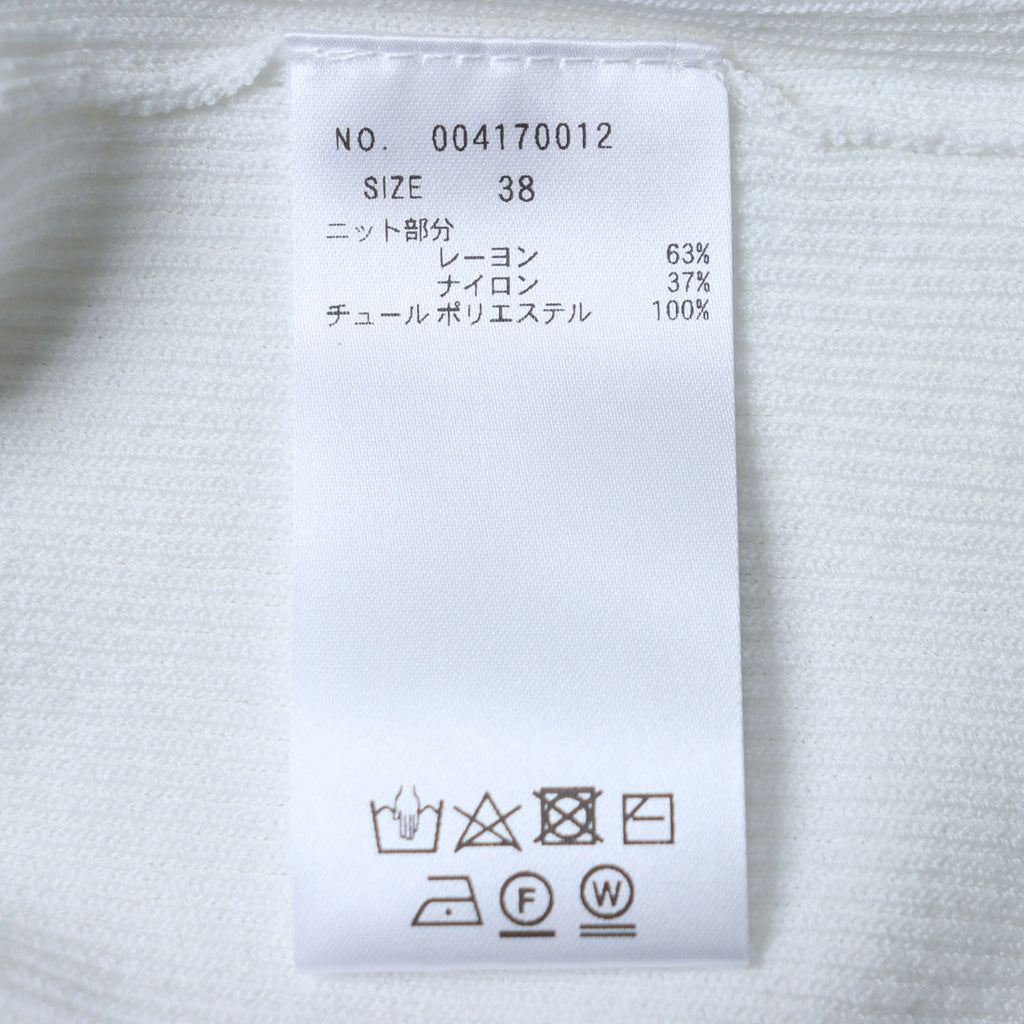 NO. 004170012
SIZE 38
ニット部分
レーヨン 63%
ナイロン 37%
チュール ポリエステル 100%
F W